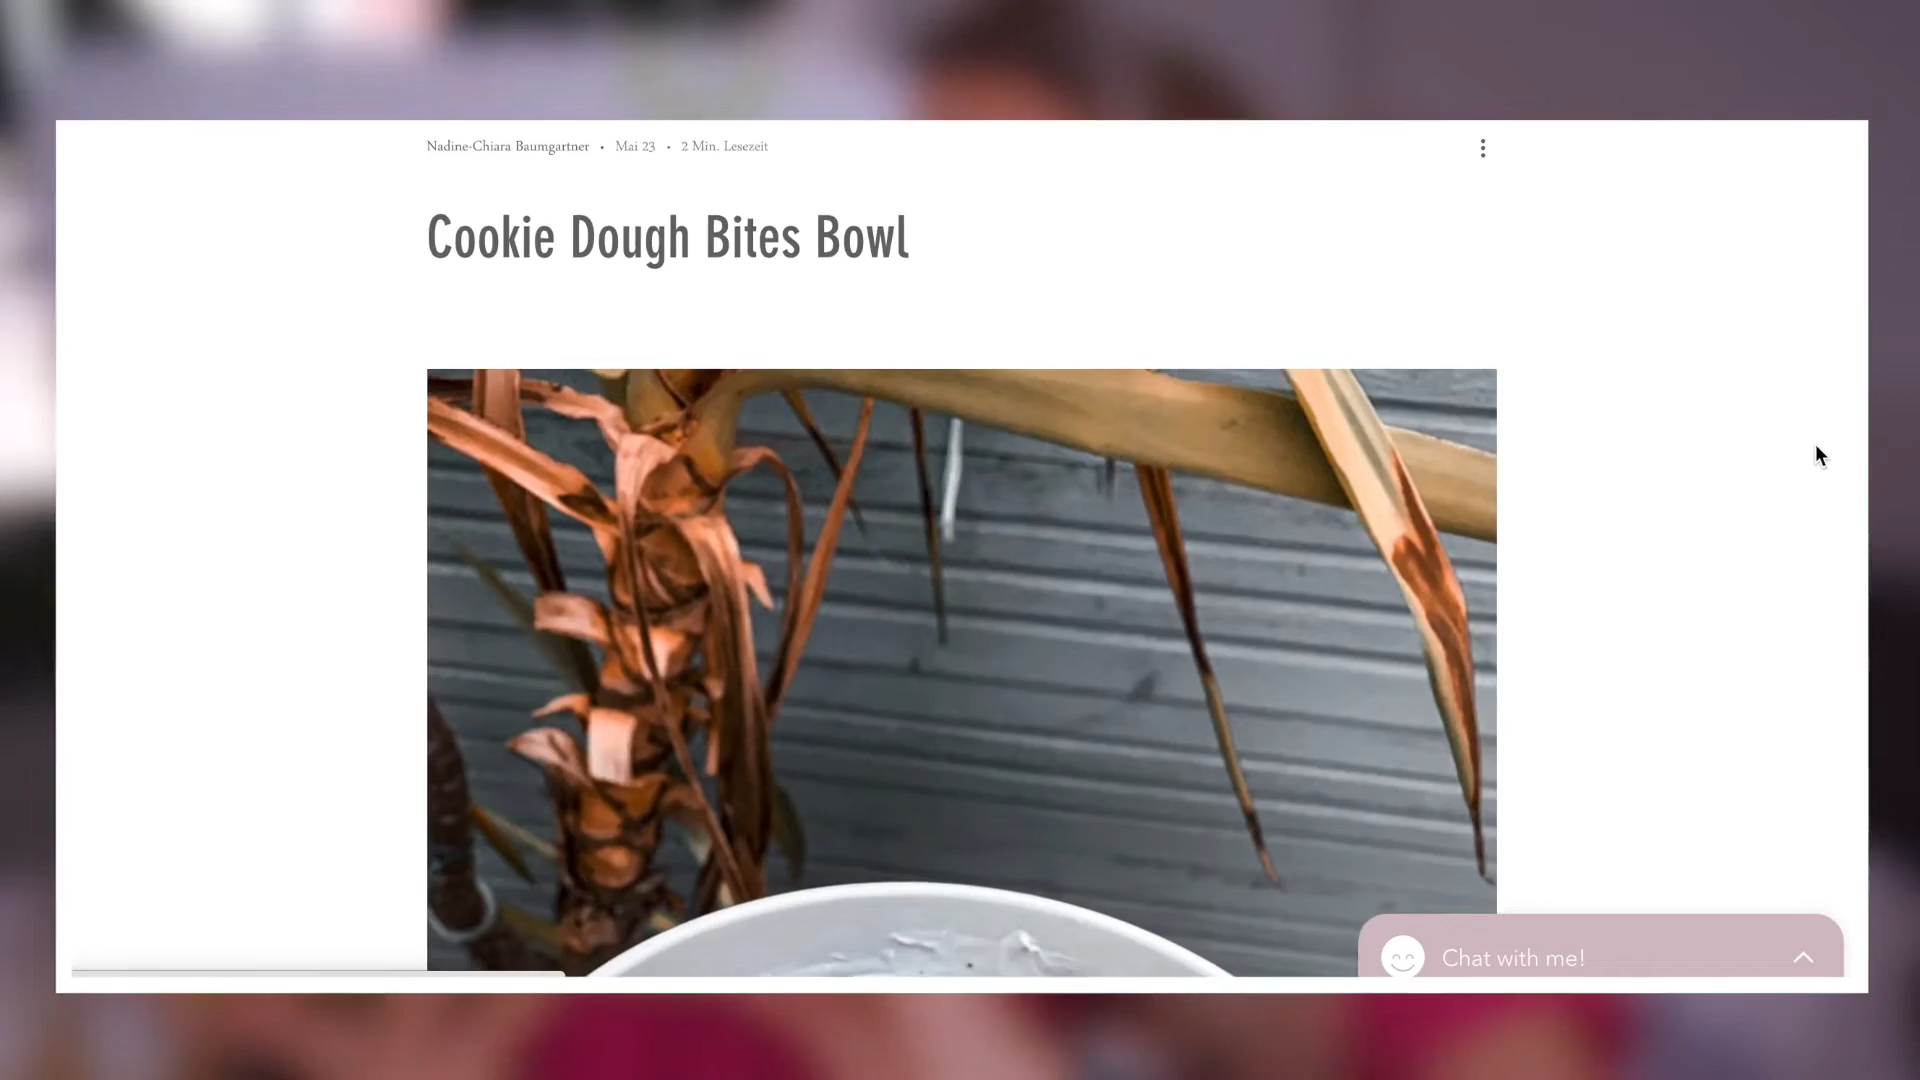 Nadine-Chiara Baumgartner • Mai 23 • 2 Min. Lesezeit
Cookie Dough Bites Bowl
Chat with me!